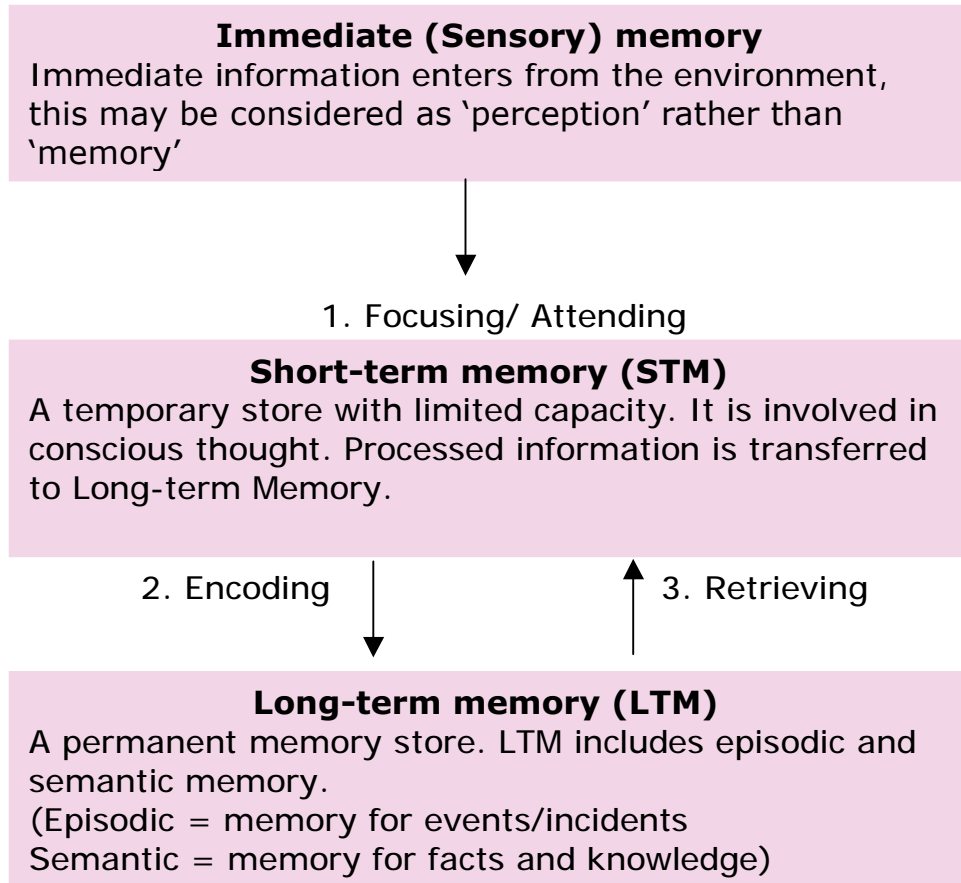 Immediate (Sensory) memory
Immediate information enters from the environment,
this may be considered as ‘perception’ rather than
‘memory’
1. Focusing/ Attending
Short-term memory (STM)
A temporary store with limited capacity. It is involved in
conscious thought. Processed information is transferred
to Long-term Memory.
2. Encoding
3. Retrieving
Long-term memory (LTM)
A permanent memory store. LTM includes episodic and
semantic memory.
(Episodic = memory for events/incidents
Semantic = memory for facts and knowledge)